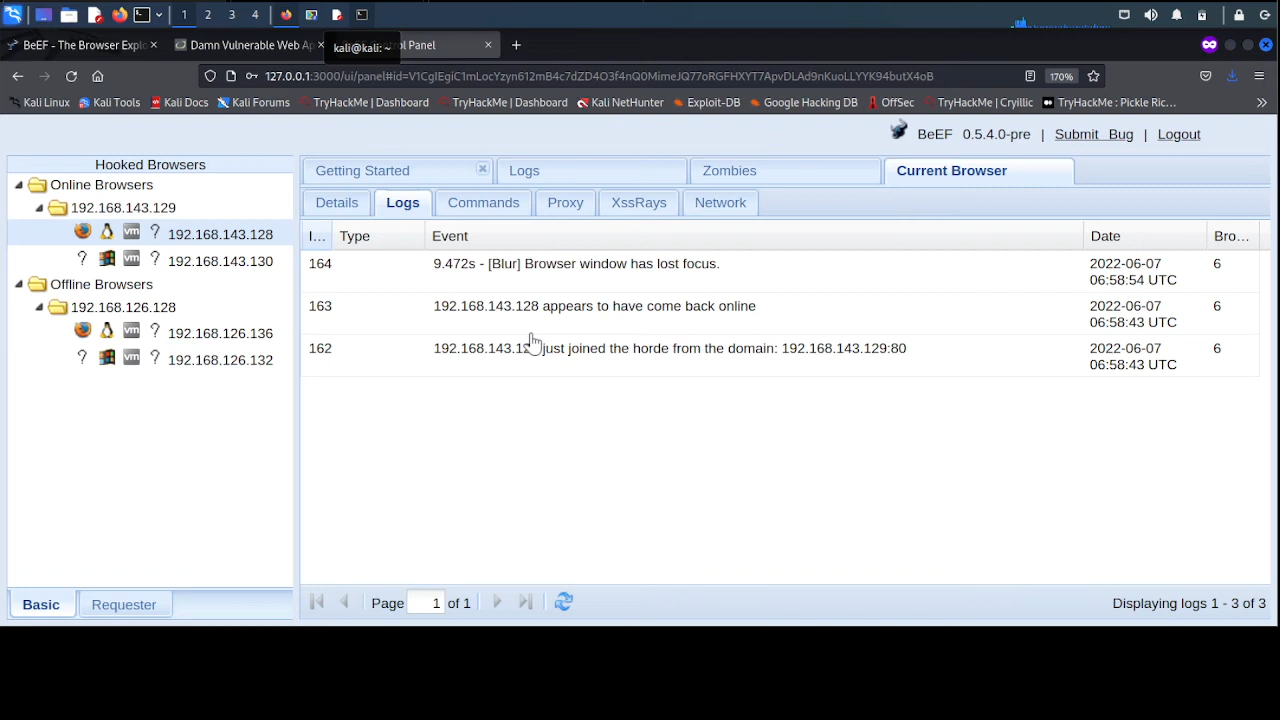 1 2 3 4
BeEF - The Browser Explo
Damn Vulnerable Web Ap
kali@kali: ~
rol Panel
127.0.0.1:3000/ui/panel#id=V1CgIEgiC1mLocYzyn612mB4c7dZD4O3f4nQ0MimeJQ77oRGFHXYT7ApvDLAd9nKuoLLYYK94butX4oB
170%
Kali Linux
Kali Tools
Kali Docs
Kali Forums
TryHackMe | Dashboard
TryHackMe | Dashboard
Kali NetHunter
Exploit-DB
Google Hacking DB
OffSec
TryHackMe | Cryillic
TryHackMe : Pickle Ric…
BeEF 0.5.4.0-pre | Submit Bug | Logout
Hooked Browsers
Online Browsers
192.168.143.129
192.168.143.128
? 192.168.143.130
Offline Browsers
192.168.126.128
192.168.126.136
192.168.126.132
Basic
Requester
Getting Started
Logs
Zombies
Current Browser
Details
Logs
Commands
Proxy
XssRays
Network
I... Type Event Date Bro...
164 9.472s - [Blur] Browser window has lost focus. 2022-06-07 6
06:58:54 UTC
163 192.168.143.128 appears to have come back online 2022-06-07 6
06:58:43 UTC
162 just joined the horde from the domain: 192.168.143.129:80 2022-06-07 6
06:58:43 UTC
Page 1 of 1
Displaying logs 1 - 3 of 3